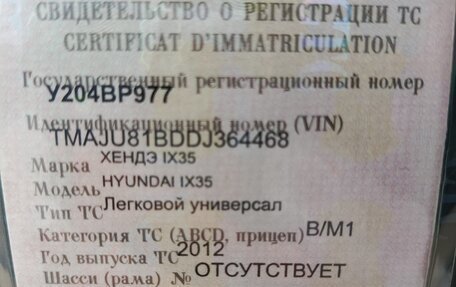 СВИДЕТЕЛЬСТВО О РЕГИСТРАЦИИ ТС
CERTIFICAT D'IMMATRICULATION
Государственный регистрационный номер
У204ВР977
Идентификационный номер (VIN)
TMAJU81BDDJ364468
Марка ХЕНДЭ IX35
Модель HYUNDAI IX35
Тип ТС Легковой универсал
Категория ТС (ABCD, прицеп) B/M1
Год выпуска ТС 2012
Шасси (рама) № ОТСУТСТВУЕТ